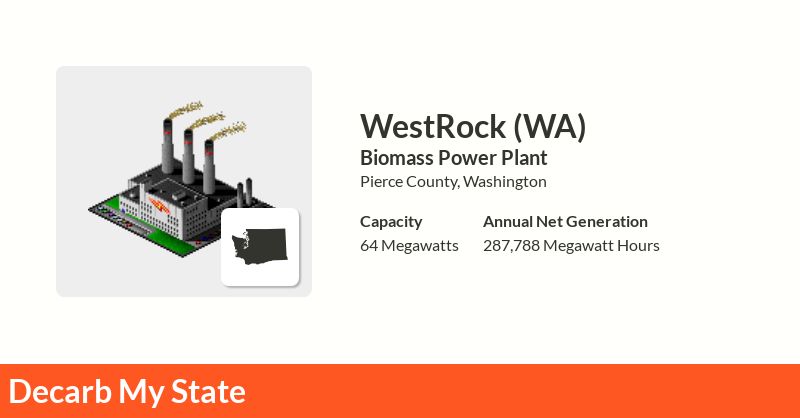 WestRock (WA)
Biomass Power Plant
Pierce County, Washington
Capacity Annual Net Generation
64 Megawatts 287,788 Megawatt Hours
Decarb My State